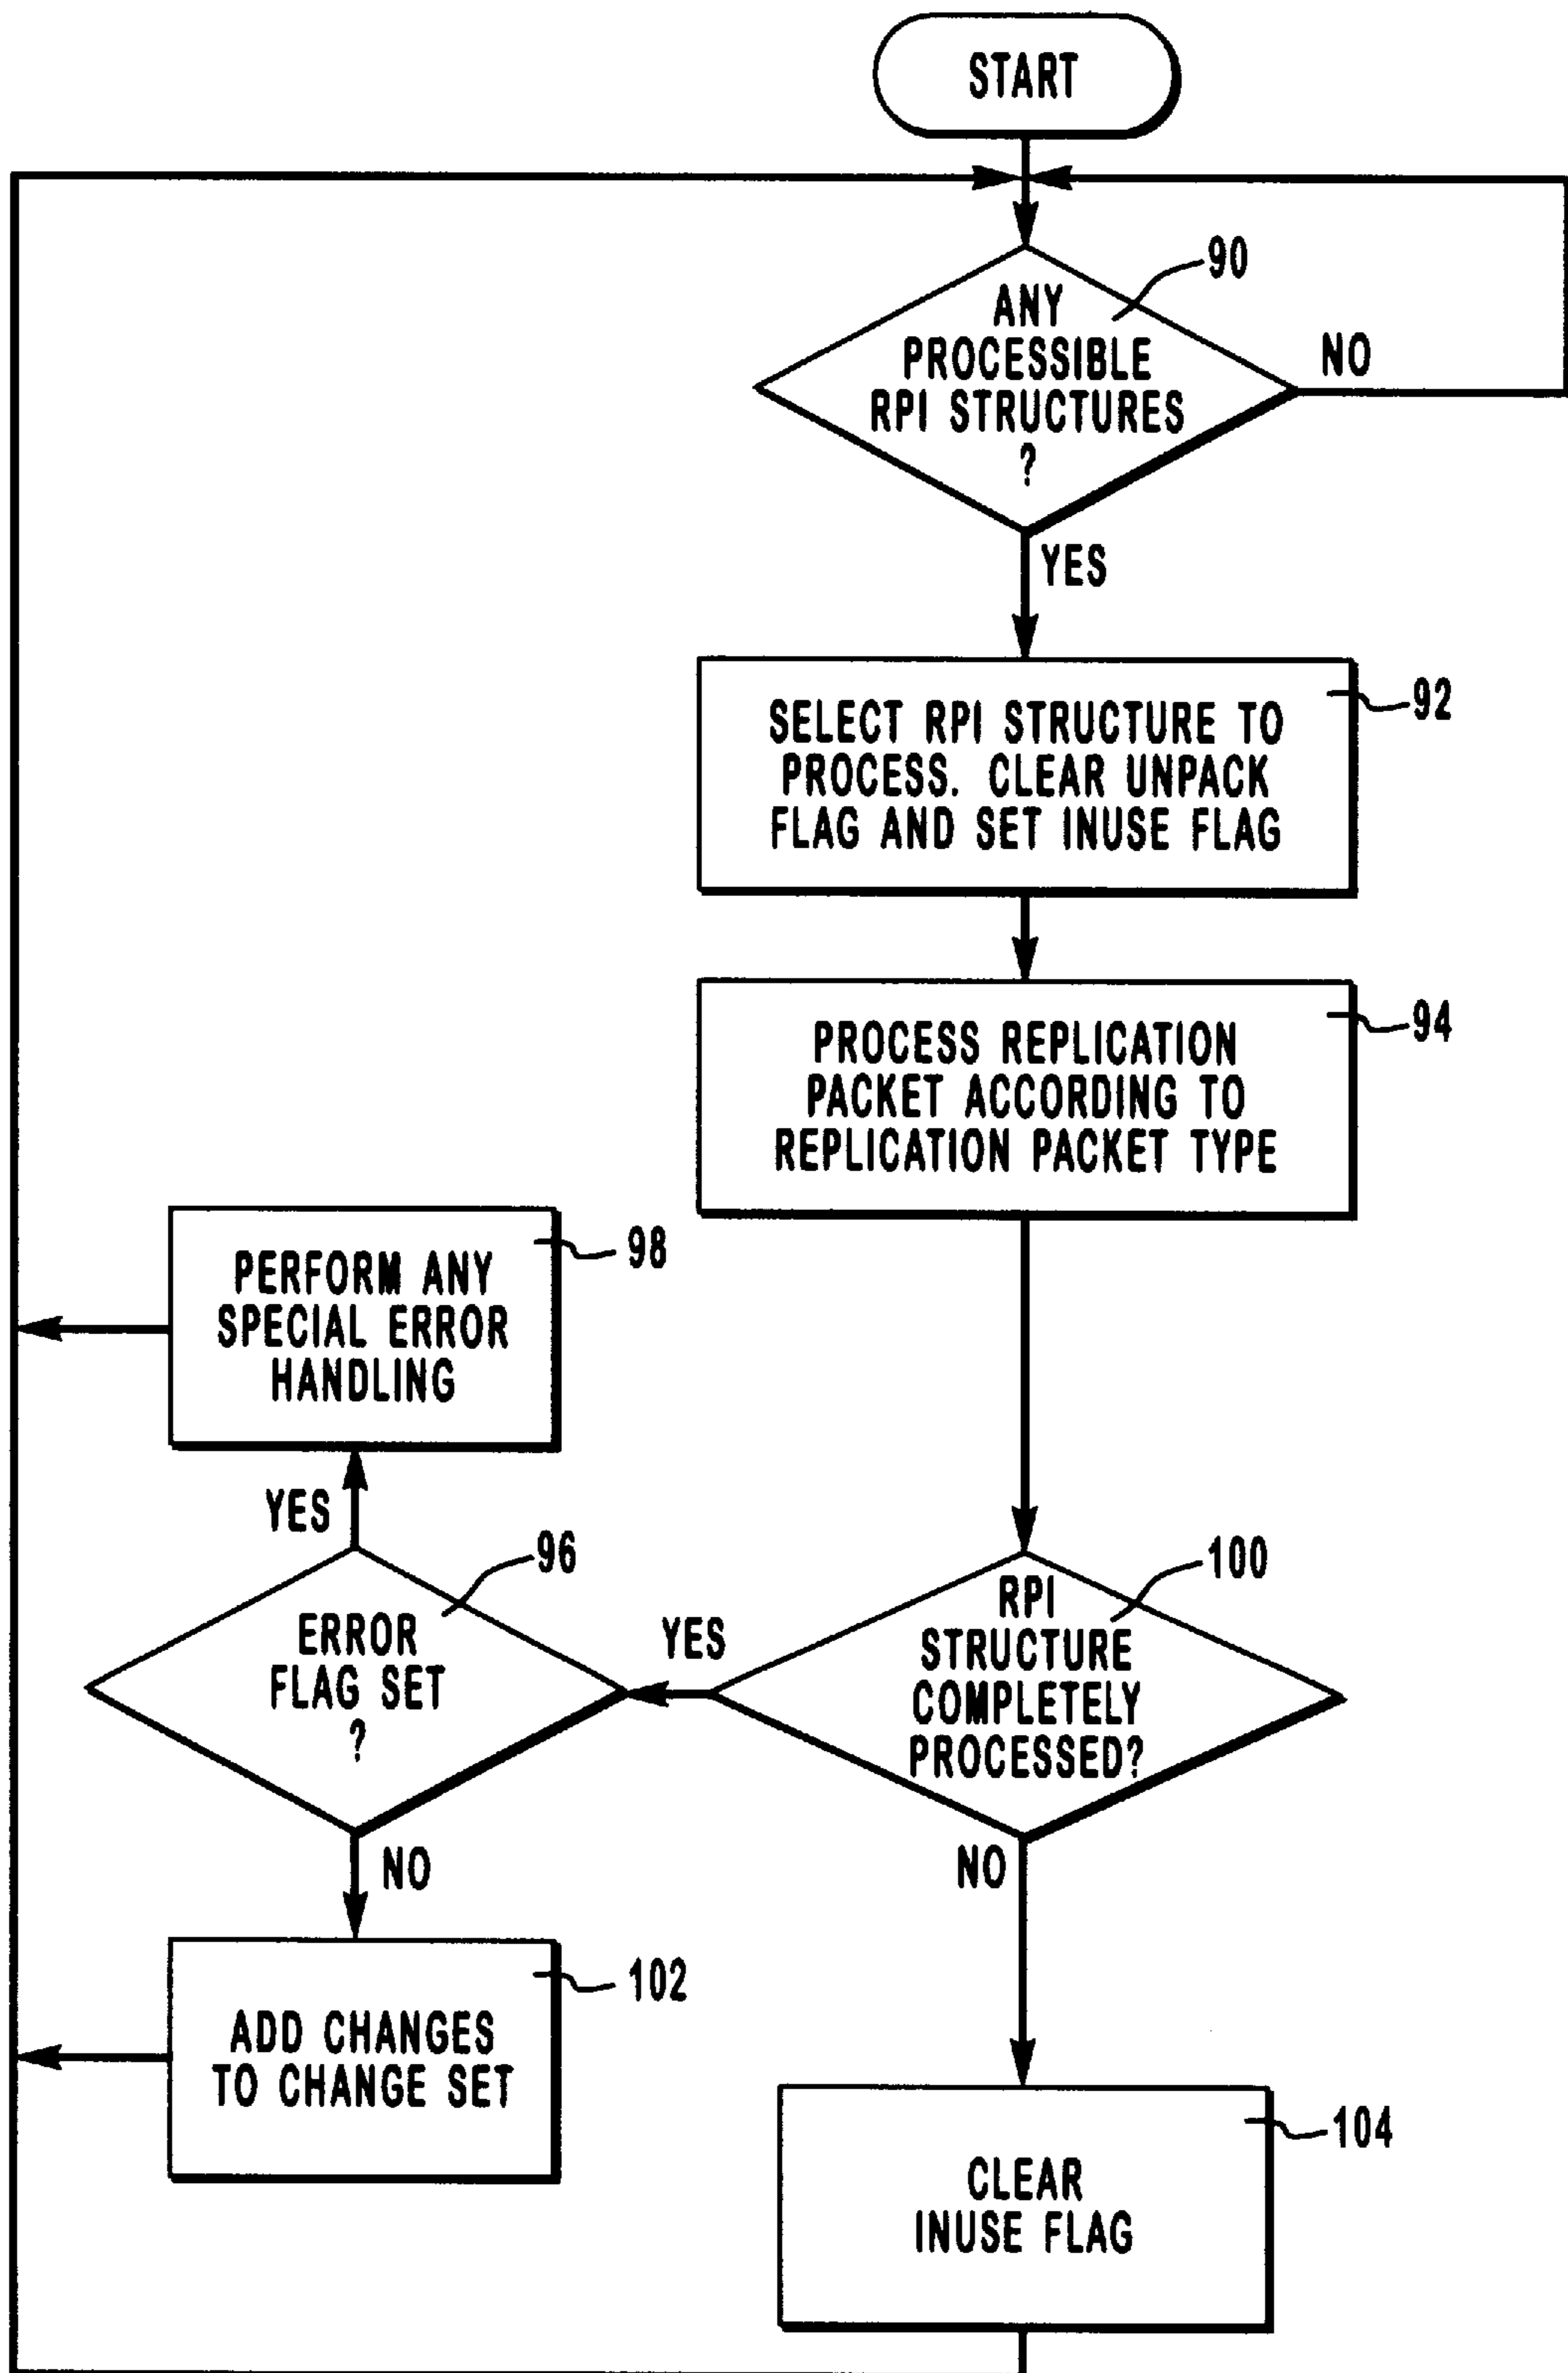 START
90
ANY
PROCESSIBLE
RPI STRUCTURES
?
NO
YES
92
SELECT RPI STRUCTURE TO
PROCESS. CLEAR UNPACK
FLAG AND SET INUSE FLAG
94
PROCESS REPLICATION
PACKET ACCORDING TO
REPLICATION PACKET TYPE
98
PERFORM ANY
SPECIAL ERROR
HANDLING
YES
96
ERROR
FLAG SET
?
YES
100
RPI
STRUCTURE
COMPLETELY
PROCESSED?
NO
NO
102
ADD CHANGES
TO CHANGE SET
104
CLEAR
INUSE FLAG